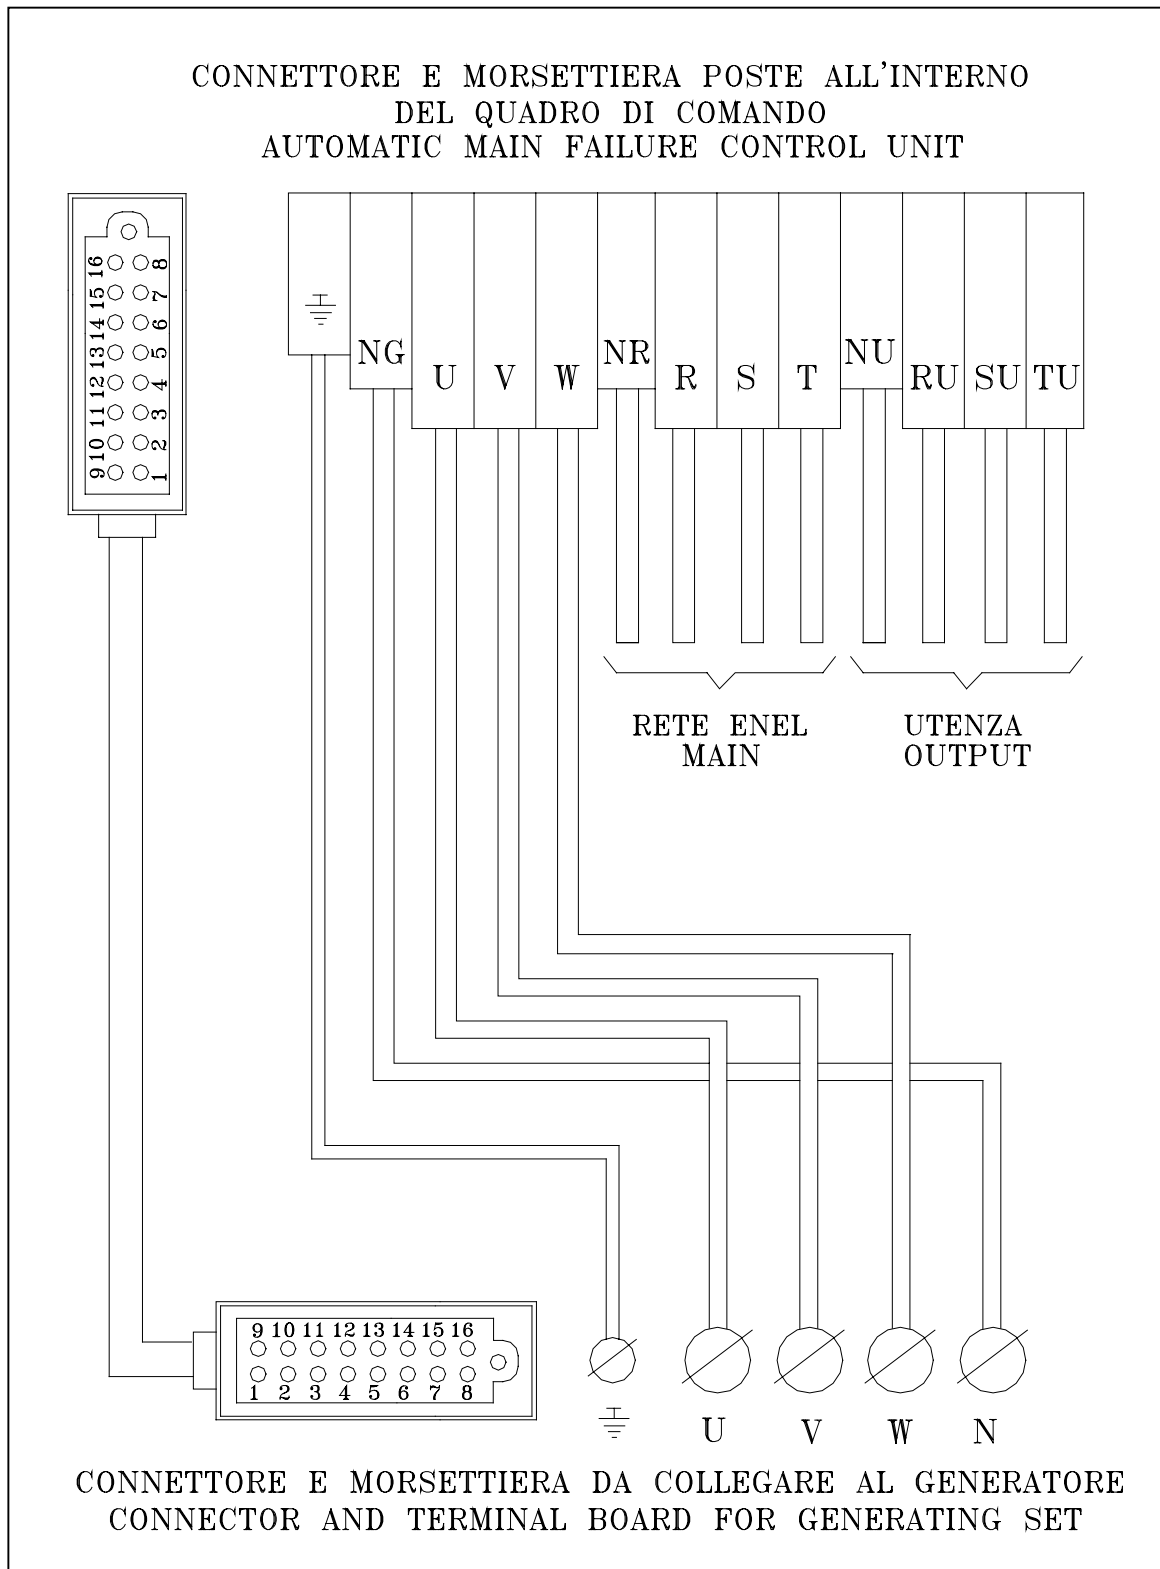 CONNETTORE E MORSETTIERA POSTE ALL'INTERNO
DEL QUADRO DI COMANDO
AUTOMATIC MAIN FAILURE CONTROL UNIT
16 8
15 7
14 6
13 5
12 4
11 3
10 2
9 1
NG U V W NR R S T NU RU SU TU
RETE ENEL
MAIN
UTENZA
OUTPUT
9 10 11 12 13 14 15 16
1 2 3 4 5 6 7 8
U V W N
CONNETTORE E MORSETTIERA DA COLLEGARE AL GENERATORE
CONNECTOR AND TERMINAL BOARD FOR GENERATING SET